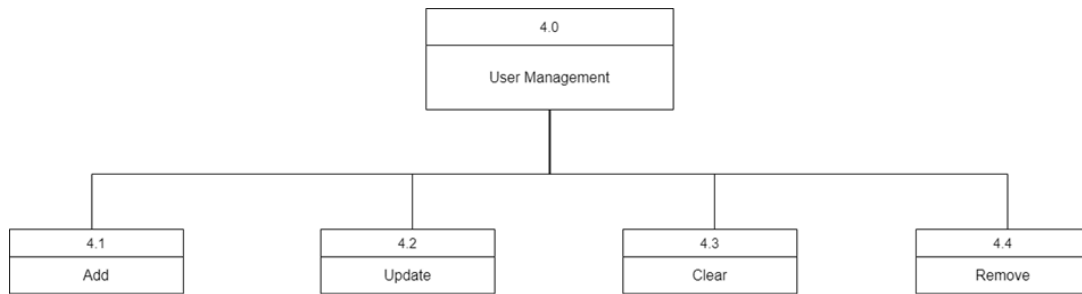 4.0
User Management
4.1
Add
4.2
Update
4.3
Clear
4.4
Remove